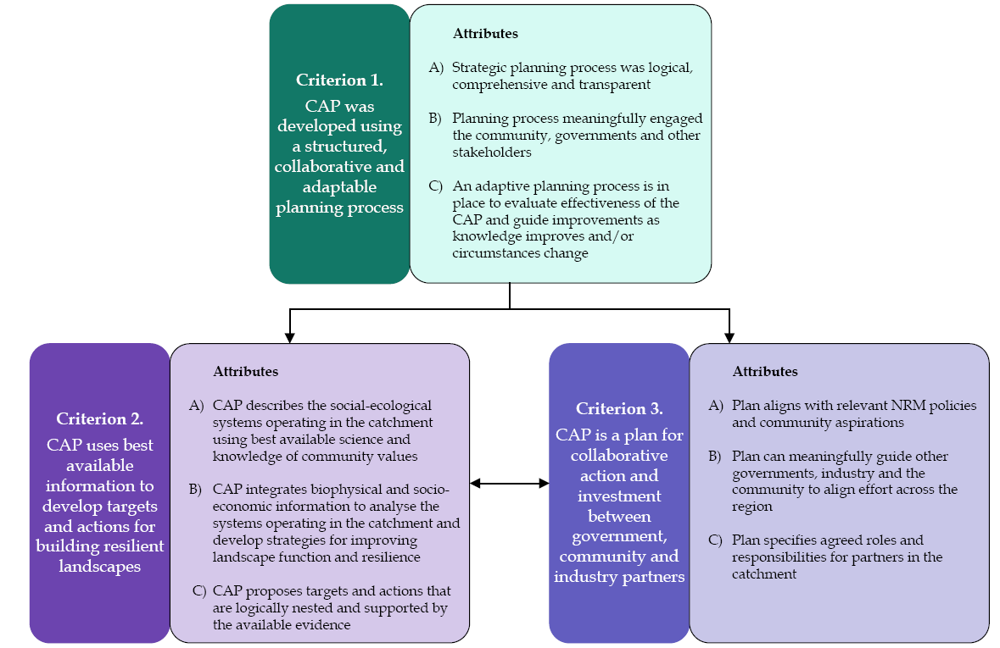 Criterion 1.
CAP was
developed using
a structured,
collaborative and
adaptable
planning process
Attributes
A) Strategic planning process was logical,
comprehensive and transparent
B) Planning process meaningfully engaged
the community, governments and other
stakeholders
C) An adaptive planning process is in
place to evaluate effectiveness of the
CAP and guide improvements as
knowledge improves and/or
circumstances change
Criterion 2.
CAP uses best
available
information to
develop targets
and actions for
building resilient
landscapes
Attributes
A) CAP describes the social-ecological
systems operating in the catchment
using best available science and
knowledge of community values
B) CAP integrates biophysical and socio-
economic information to analyse the
systems operating in the catchment and
develop strategies for improving
landscape function and resilience
C) CAP proposes targets and actions that
are logically nested and supported by
the available evidence
Criterion 3.
CAP is a plan for
collaborative
action and
investment
between
government,
community and
industry partners
Attributes
A) Plan aligns with relevant NRM policies
and community aspirations
B) Plan can meaningfully guide other
governments, industry and the
community to align effort across the
region
C) Plan specifies agreed roles and
responsibilities for partners in the
catchment